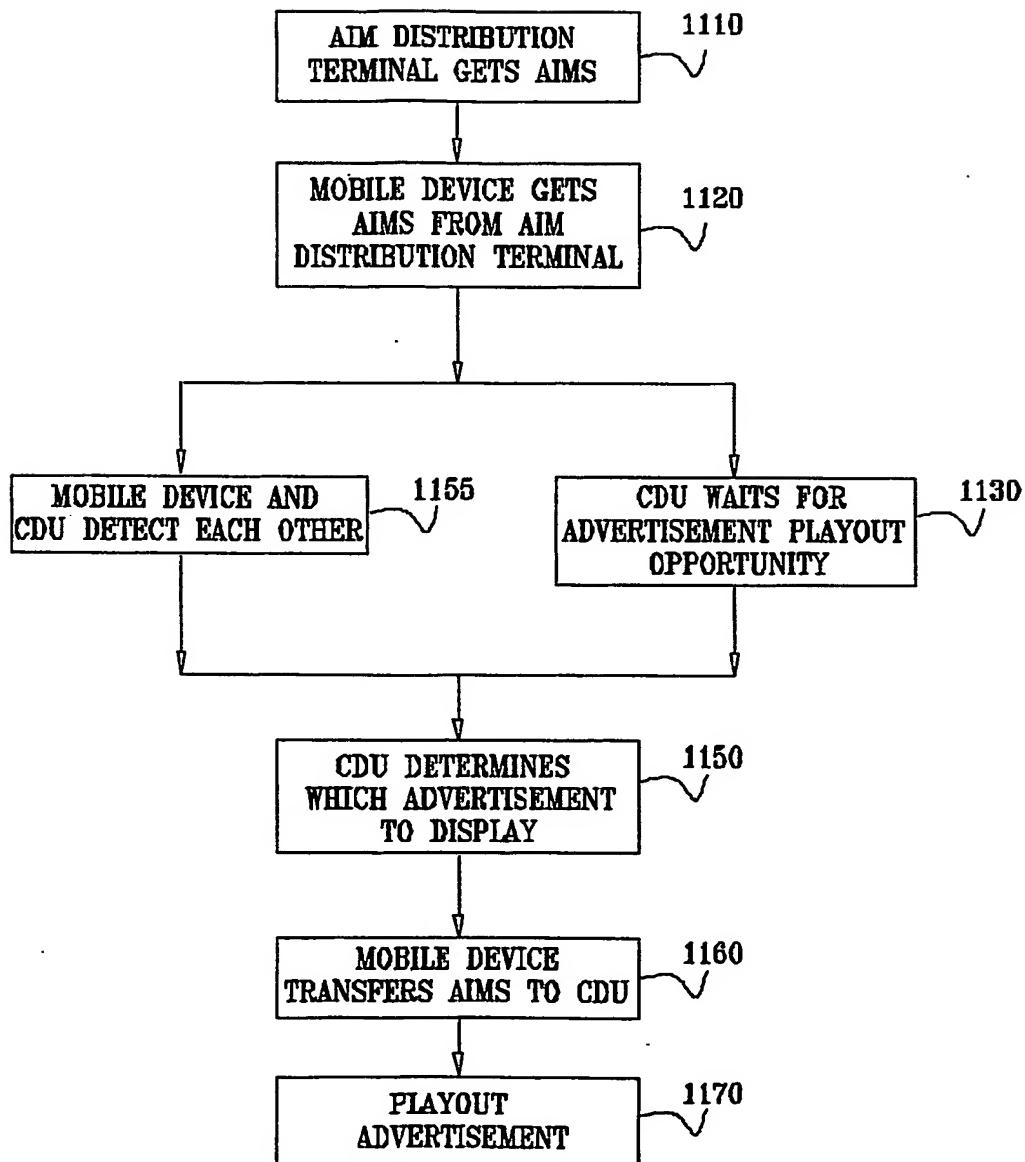 AIM DISTRIBUTION
TERMINAL GETS AIMS
1110
MOBILE DEVICE GETS
AIMS FROM AIM
DISTRIBUTION TERMINAL
1120
MOBILE DEVICE AND
CDU DETECT EACH OTHER
1155
CDU WAITS FOR
ADVERTISEMENT PLAYOUT
OPPORTUNITY
1130
CDU DETERMINES
WHICH ADVERTISEMENT
TO DISPLAY
1150
MOBILE DEVICE
TRANSFERS AIMS TO CDU
1160
PLAYOUT
ADVERTISEMENT
1170